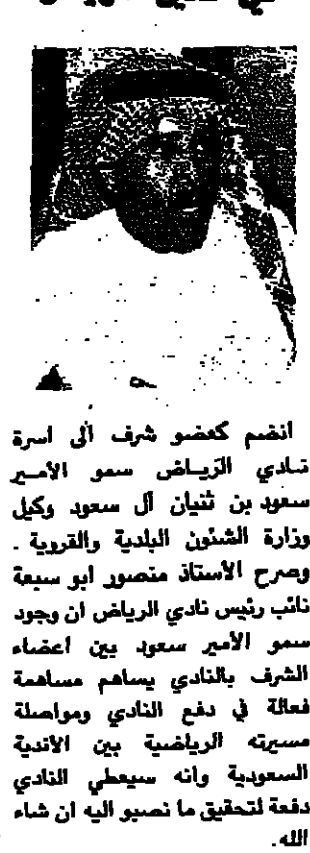 انضم كعضو شرف الى اسرة
نادي الرياض سمو الأمير
سعود بن ثنيان آل سعود وكيل
وزارة الشئون البلدية والقروية .
وصرح الأستاذ منصور ابو سبعة
نائب رئيس نادي الرياض ان وجود
سمو الأمير سعود بين اعضاء
الشرف بالنادي يساهم مساهمة
فعالة في دفع النادي ومواصلة
مسيرته الرياضية بين الاندية
السعودية وانه سيعطي النادي
دفعة لتحقيق ما نصبو اليه ان شاء
الله .